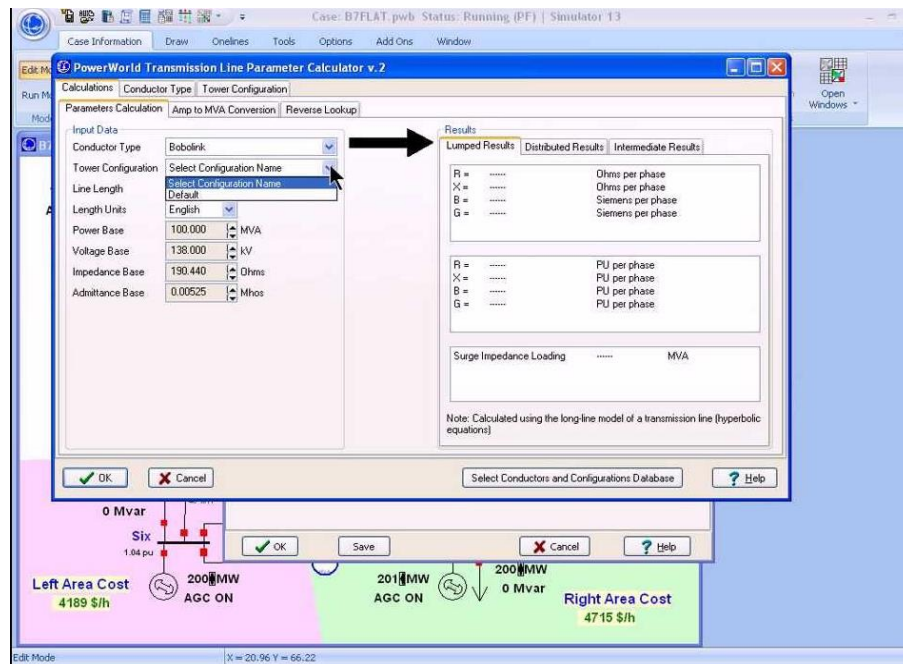 Case: B7FLAT.pwb Status: Running (PF) | Simulator 13
Case Information Draw Onelines Tools Options Add Ons Window
Edit Mo
Run M
Mod
Open
Windows
B7
PowerWorld Transmission Line Parameter Calculator v.2
Calculations Conductor Type Tower Configuration
Parameters Calculation Amp to MVA Conversion Reverse Lookup
Input Data
Conductor Type Bobolink
Tower Configuration Select Configuration Name
Select Configuration Name
Default
Line Length
Length Units English
Power Base 100.000 MVA
Voltage Base 138.000 kV
Impedance Base 190.440 Ohms
Admittance Base 0.00525 Mhos
Results
Lumped Results Distributed Results Intermediate Results
R = ...... Ohms per phase
X = ...... Ohms per phase
B = ...... Siemens per phase
G = ...... Siemens per phase
R = ...... PU per phase
X = ...... PU per phase
B = ...... PU per phase
G = ...... PU per phase
Surge Impedance Loading ...... MVA
Note: Calculated using the long-line model of a transmission line (hyperbolic
equations)
OK Cancel Select Conductors and Configurations Database ? Help
OK Save Cancel ? Help
0 Mvar
Six
1.04 pu
Left Area Cost
4189 $/h
200 MW
AGC ON
201 MW
AGC ON
200 MW
0 Mvar
Right Area Cost
4715 $/h
Edit Mode X = 20.96 Y = 66.22